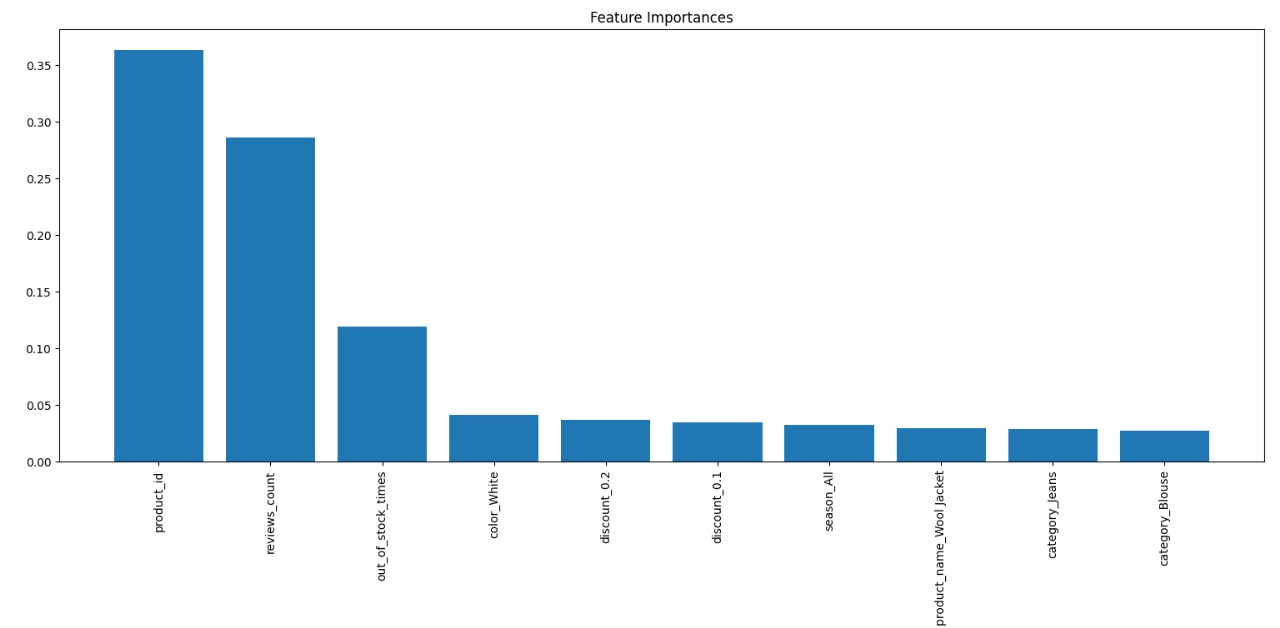 Feature Importances
0.35
0.30
0.25
0.20
0.15
0.10
0.05
0.00
product_id
reviews_count
out_of_stock_times
color_White
discount_0.2
discount_0.1
season_All
product_name_Wool Jacket
category_Jeans
category_Blouse